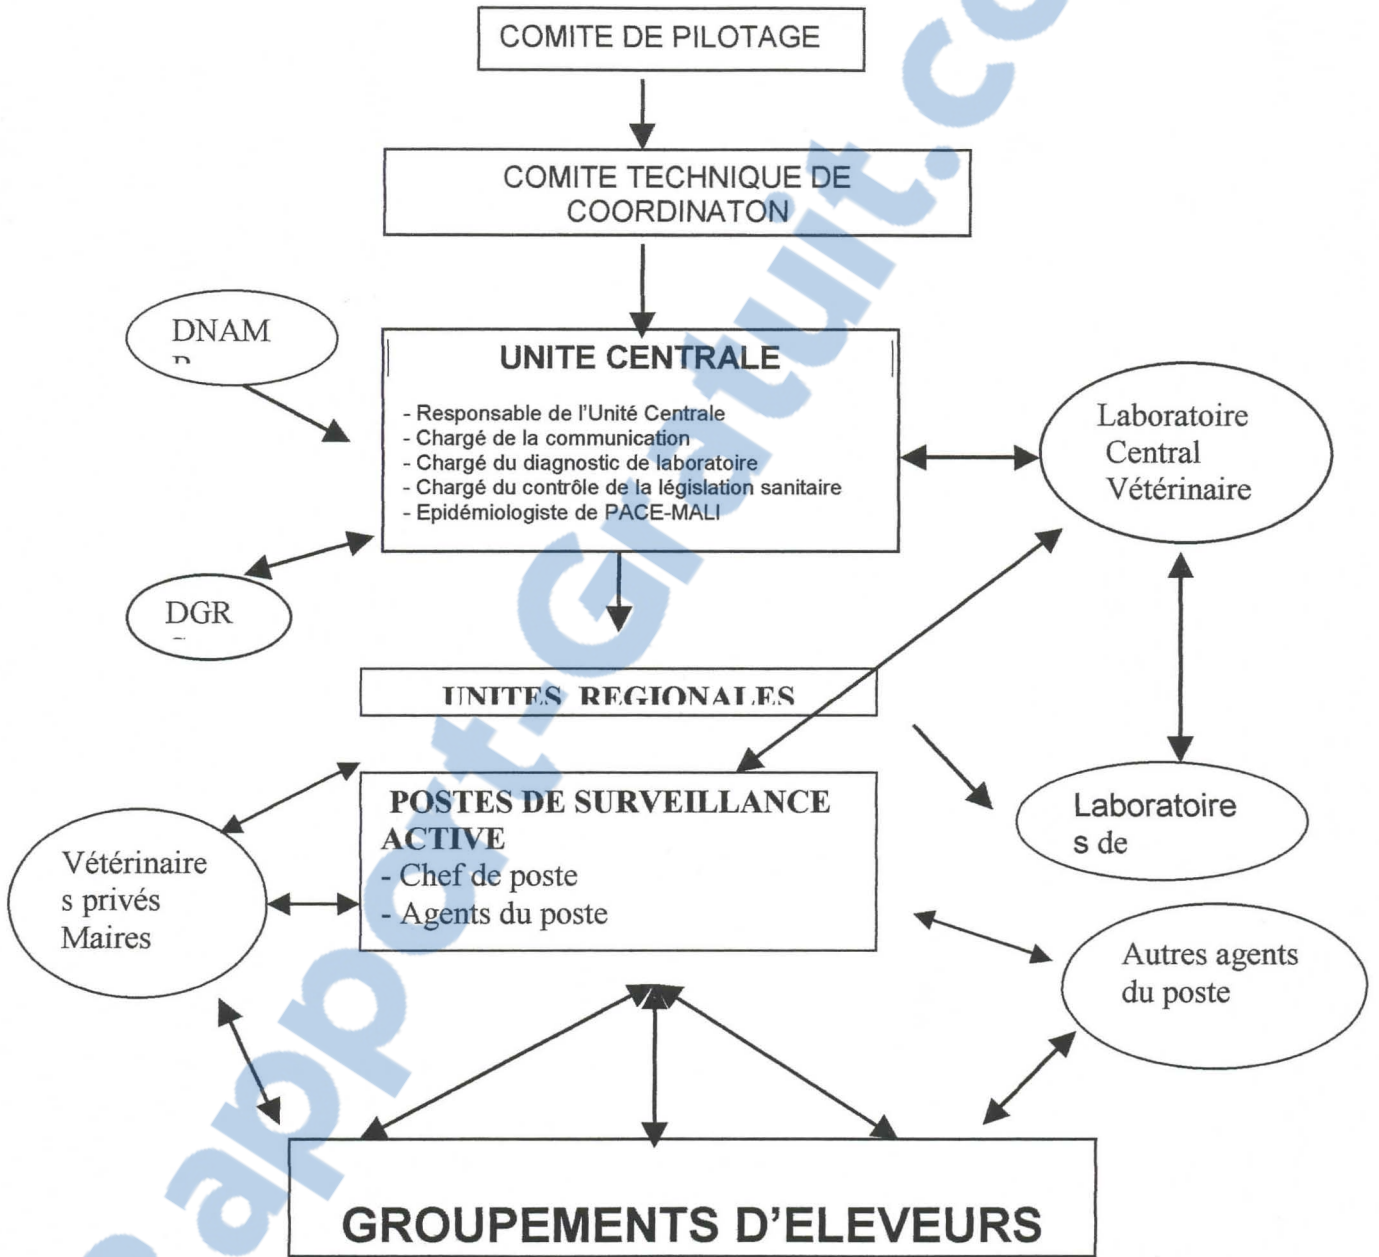 COMITE DE PILOTAGE
COMITE TECHNIQUE DE
COORDINATON
DNAM
UNITE CENTRALE
- Responsable de l'Unité Centrale
- Chargé de la communication
- Chargé du diagnostic de laboratoire
- Chargé du contrôle de la législation sanitaire
- Epidémiologiste de PACE-MALI
Laboratoire
Central
Vétérinaire
DGR
UNITES REGIONALES
POSTES DE SURVEILLANCE
ACTIVE
- Chef de poste
- Agents du poste
Laboratoire
s de
Vétérinaire
s privés
Maires
Autres agents
du poste
GROUPEMENTS D'ELEVEURS
apport-Gratuit.co